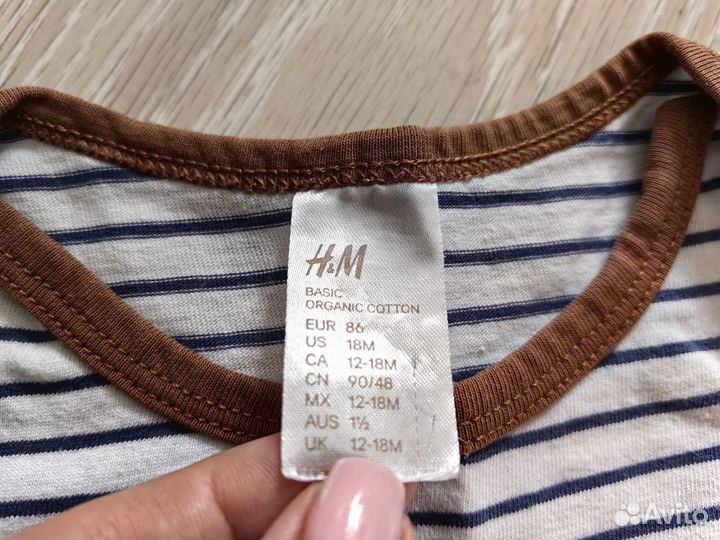 H&M
BASIC
ORGANIC COTTON
EUR 86
US 18M
CA 12-18M
CN 90/48
MX 12-18M
AUS 1½
UK 12-18M
Avito